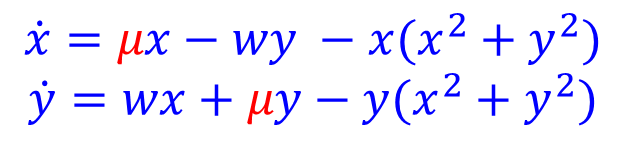 ẋ = μx − wy − x(x² + y²)
ẏ = wx + μy − y(x² + y²)